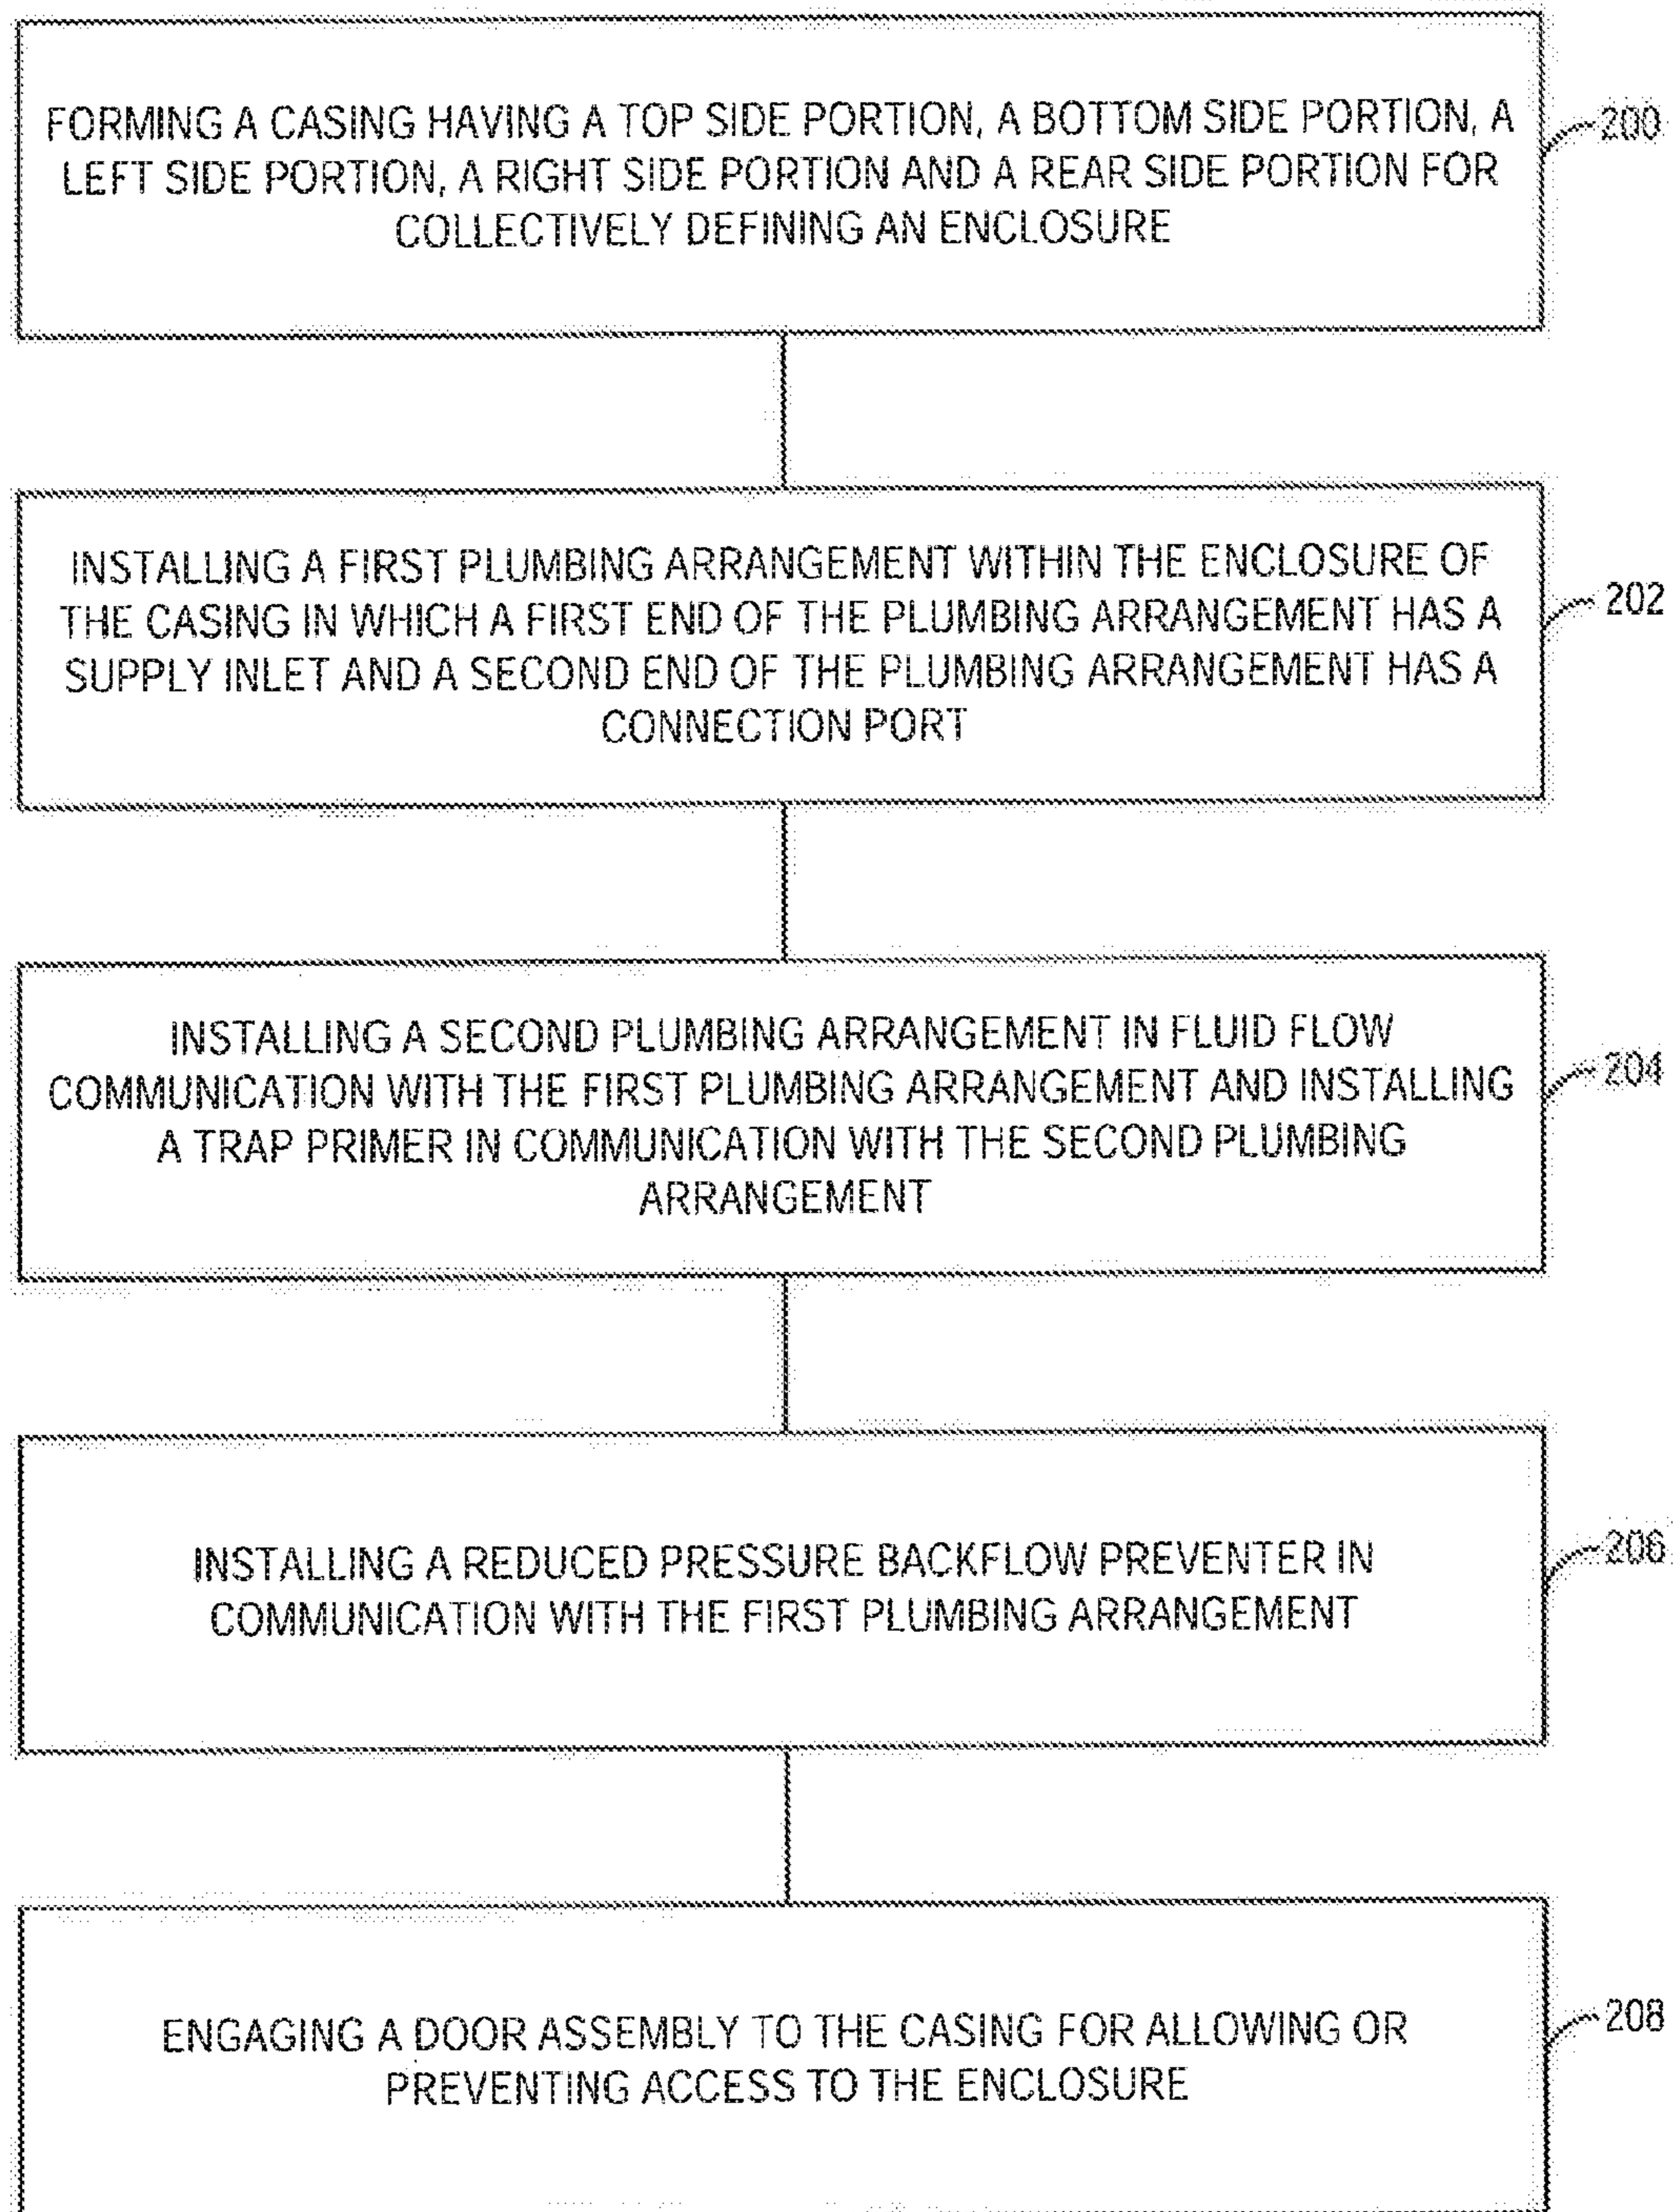 FORMING A CASING HAVING A TOP SIDE PORTION, A BOTTOM SIDE PORTION, A
LEFT SIDE PORTION, A RIGHT SIDE PORTION AND A REAR SIDE PORTION FOR
COLLECTIVELY DEFINING AN ENCLOSURE
200
INSTALLING A FIRST PLUMBING ARRANGEMENT WITHIN THE ENCLOSURE OF
THE CASING IN WHICH A FIRST END OF THE PLUMBING ARRANGEMENT HAS A
SUPPLY INLET AND A SECOND END OF THE PLUMBING ARRANGEMENT HAS A
CONNECTION PORT
202
INSTALLING A SECOND PLUMBING ARRANGEMENT IN FLUID FLOW
COMMUNICATION WITH THE FIRST PLUMBING ARRANGEMENT AND INSTALLING
A TRAP PRIMER IN COMMUNICATION WITH THE SECOND PLUMBING
ARRANGEMENT
204
INSTALLING A REDUCED PRESSURE BACKFLOW PREVENTER IN
COMMUNICATION WITH THE FIRST PLUMBING ARRANGEMENT
206
ENGAGING A DOOR ASSEMBLY TO THE CASING FOR ALLOWING OR
PREVENTING ACCESS TO THE ENCLOSURE
208